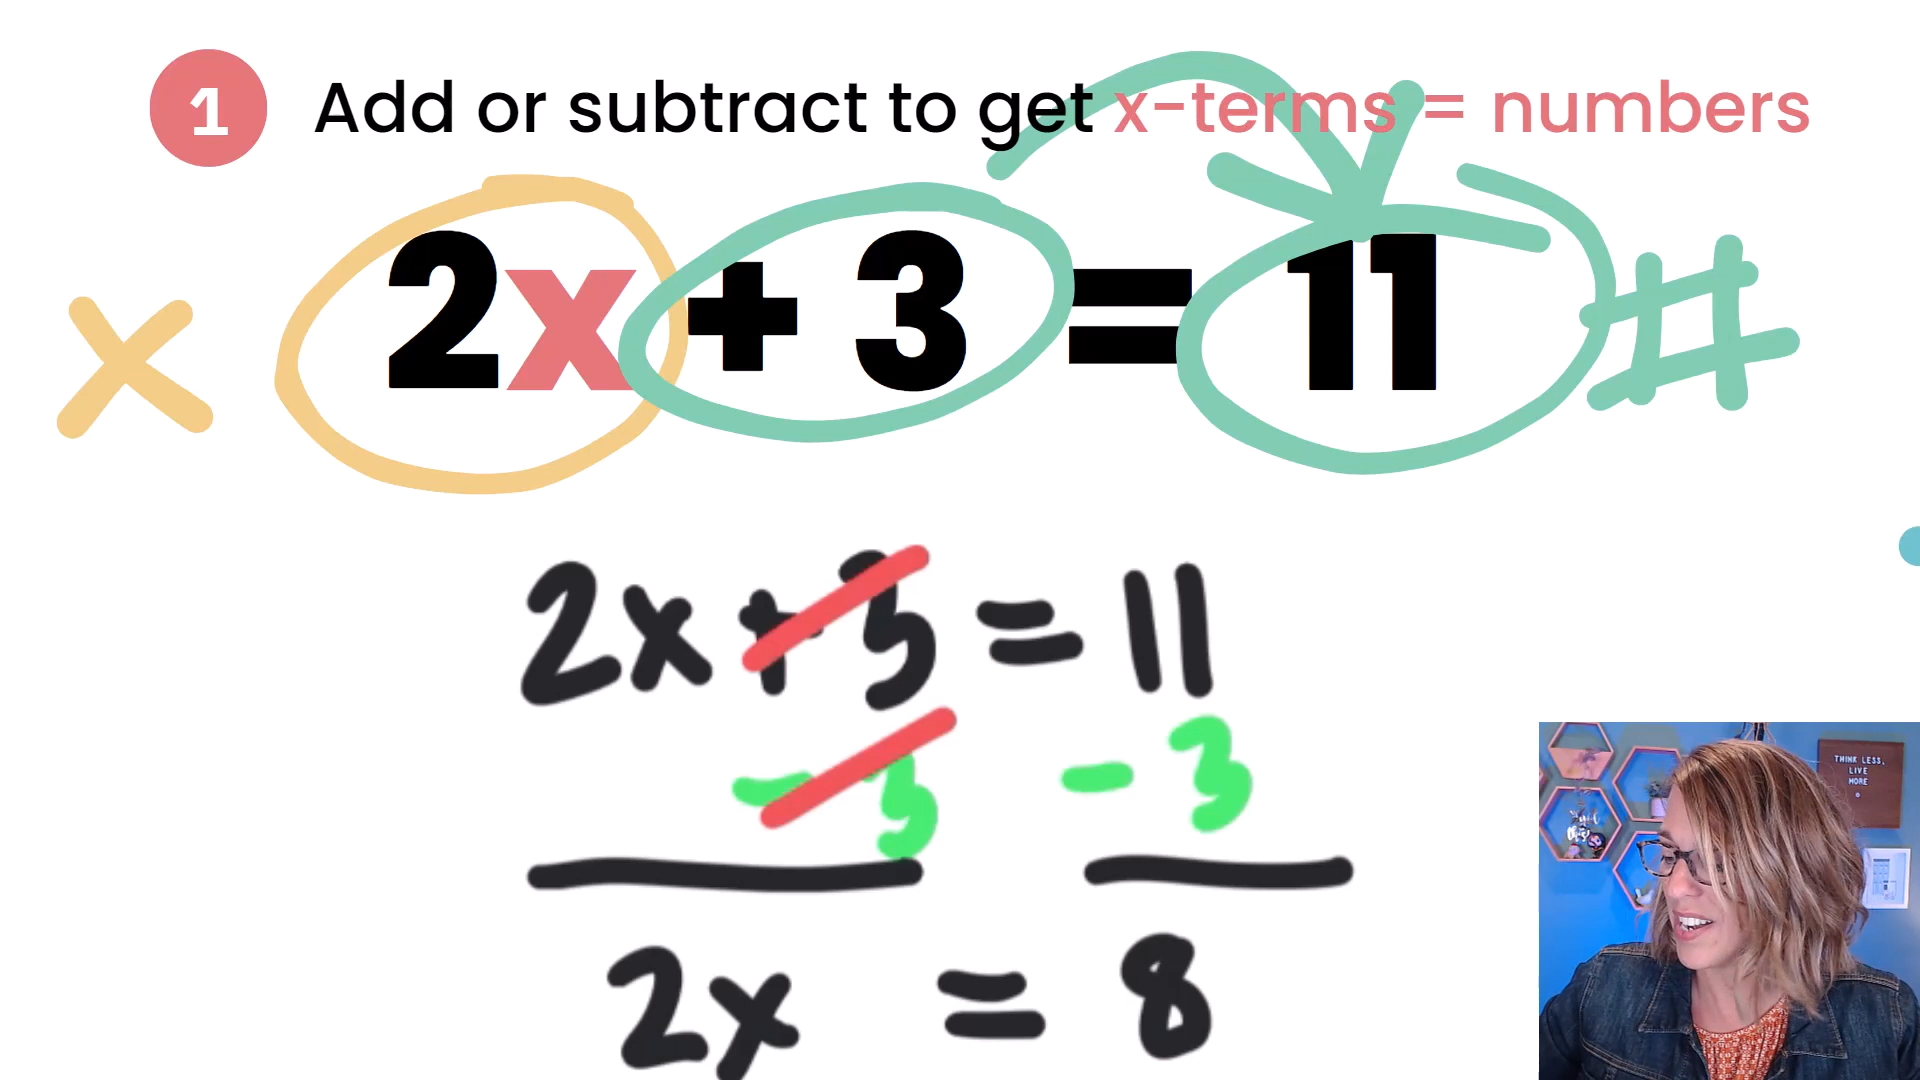 1 Add or subtract to get x-terms = numbers
x 2x + 3 = 11 #
2x + 3 = 11
- 3 - 3
2x = 8
THINK LESS,
LIVE
MORE